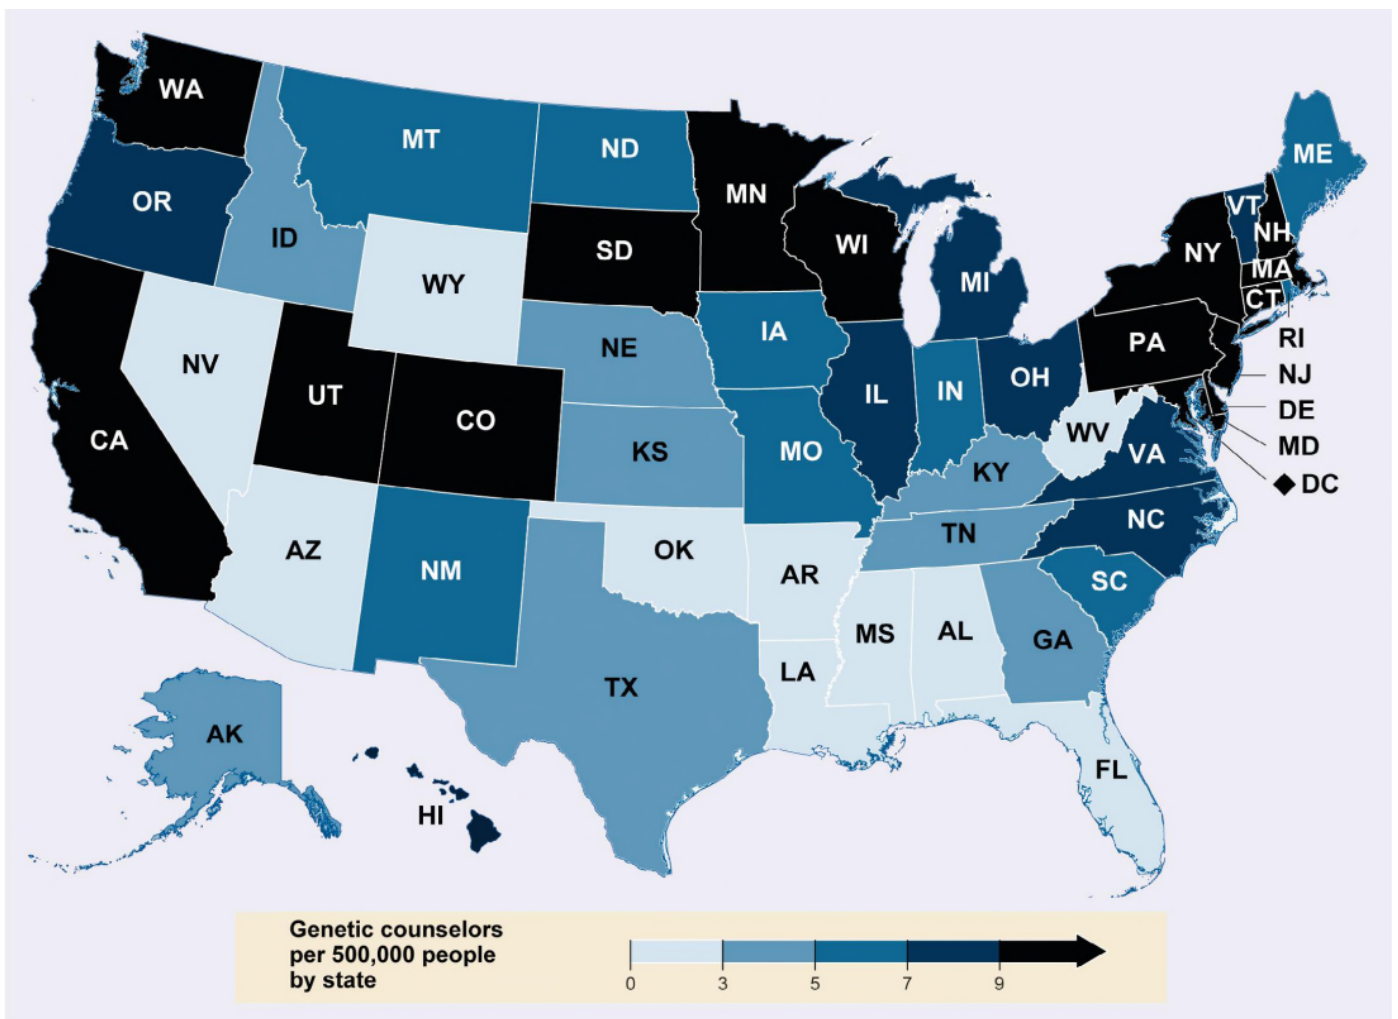 WA
MT
ND
MN
ME
OR
ID
SD
WI
MI
NY
VT
NH
MA
CT
RI
WY
NV
UT
CO
NE
IA
IL
IN
OH
PA
NJ
DE
MD
DC
CA
KS
MO
KY
WV
VA
AZ
NM
OK
AR
TN
NC
SC
TX
LA
MS
AL
GA
FL
AK
HI
Genetic counselors
per 500,000 people
by state
0 3 5 7 9